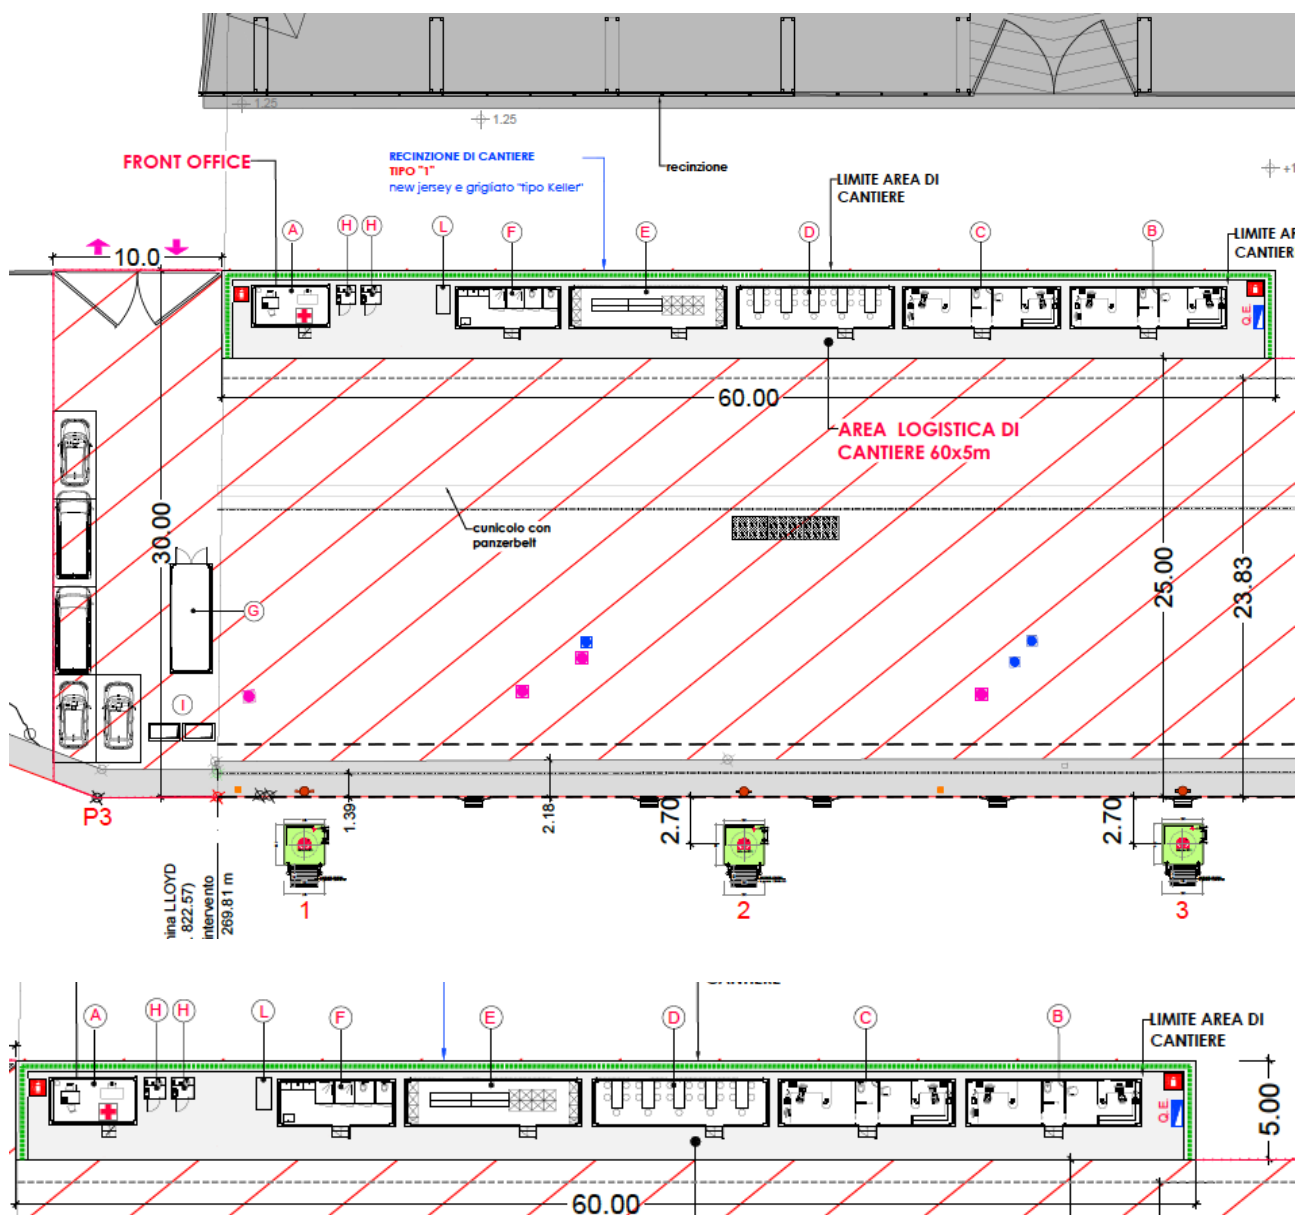 1.25
1.25
FRONT OFFICE
RECINZIONE DI CANTIERE
TIPO "1"
new jersey e grigliato "tipo Keller"
recinzione
LIMITE AREA DI
CANTIERE
A
H
H
L
F
E
D
C
B
LIMITE AR
CANTIERE
10.0
Q.E.
60.00
AREA LOGISTICA DI
CANTIERE 60x5m
cunicolo con
panzerbelt
30.00
25.00
23.83
G
I
P3
1.39
2.18
2.70
2.70
1
2
3
LLOYD
822.57)
intervento
269.81 m
CANTIERE
A
H
H
L
F
E
D
C
B
LIMITE AREA DI
CANTIERE
Q.E.
5.00
60.00